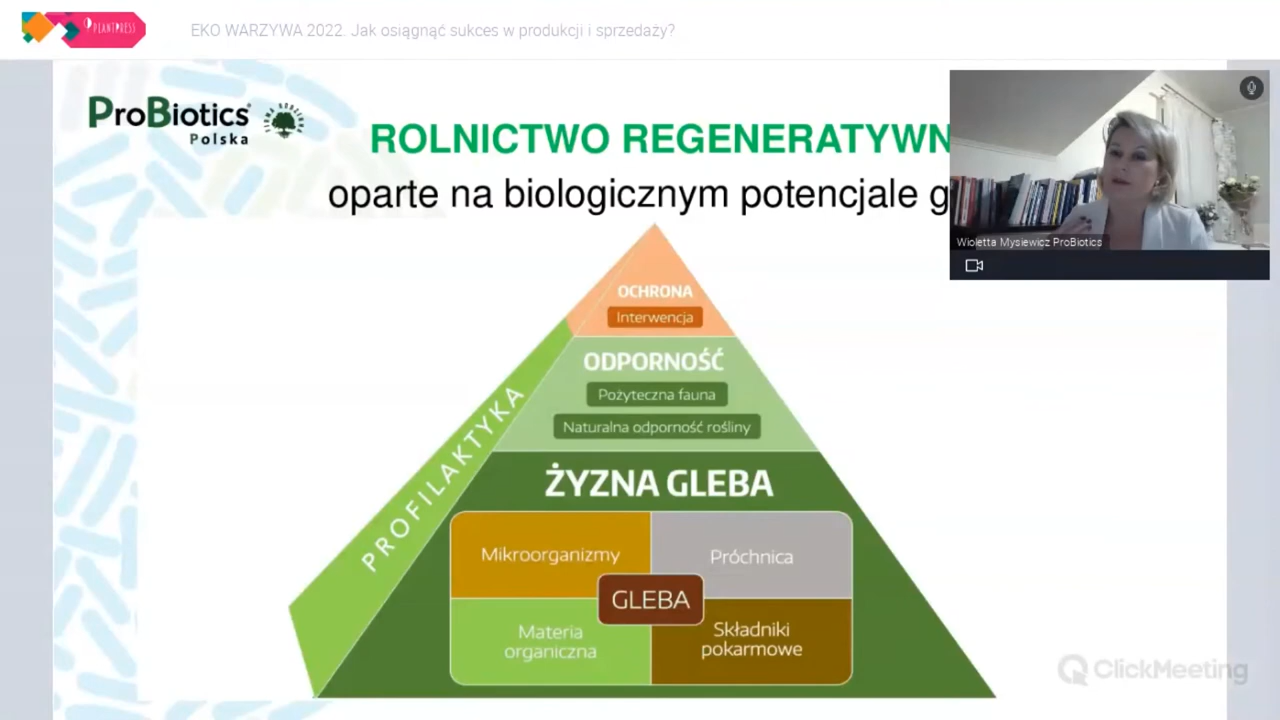 PLANTPRESS
EKO WARZYWA 2022. Jak osiągnąć sukces w produkcji i sprzedaży?
ProBiotics
Polska
ROLNICTWO REGENERATYWN
oparte na biologicznym potencjale g
Wioletta Mysiewicz ProBiotics
OCHRONA
Interwencja
ODPORNOŚĆ
Pożyteczna fauna
Naturalna odporność rośliny
PROFILAKTYKA
ŻYZNA GLEBA
Mikroorganizmy
Próchnica
GLEBA
Materia
organiczna
Składniki
pokarmowe
ClickMeeting